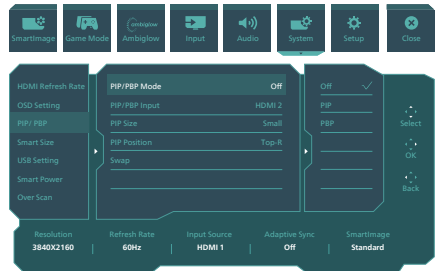 SmartImage Game Mode Ambiglow Input Audio System Setup Close
ambiglow
HDMI Refresh Rate PIP/PBP Mode Off Off
OSD Setting PIP/PBP Input HDMI 2 PIP
PIP/ PBP PIP Size Small PBP
Smart Size PIP Position Top-R
USB Setting Swap
Smart Power
Over Scan
Select
OK
Back
Resolution Refresh Rate Input Source Adaptive Sync SmartImage
3840X2160 60Hz HDMI 1 Off Standard